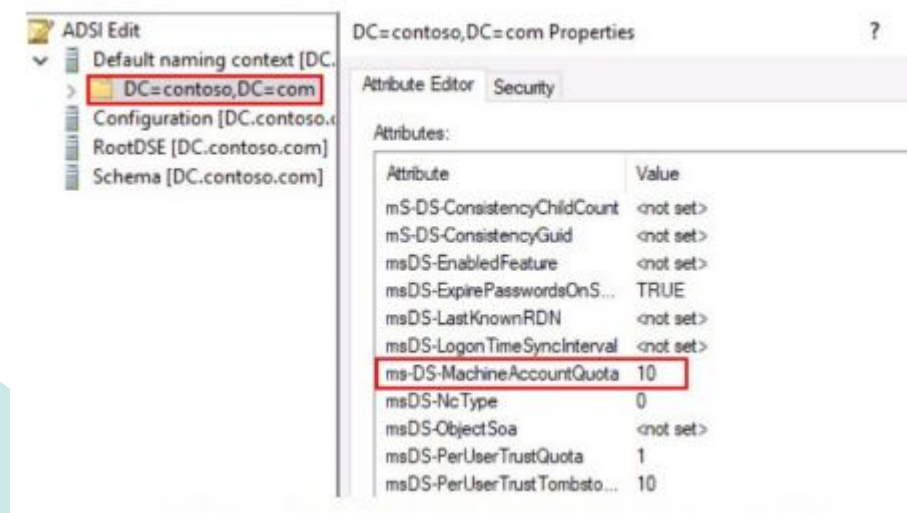 ADSI Edit
Default naming context [DC.
DC=contoso,DC=com
Configuration [DC.contoso.c
RootDSE [DC.contoso.com]
Schema [DC.contoso.com]
DC=contoso,DC=com Properties ?
Attribute Editor Security
Attributes:
Attribute Value
mS-DS-ConsistencyChildCount <not set>
mS-DS-ConsistencyGuid <not set>
msDS-EnabledFeature <not set>
msDS-ExpirePasswordsOnS... TRUE
msDS-LastKnownRDN <not set>
msDS-LogonTimeSyncInterval <not set>
ms-DS-MachineAccountQuota 10
msDS-NcType 0
msDS-ObjectSoa <not set>
msDS-PerUserTrustQuota 1
msDS-PerUserTrustTombsto... 10